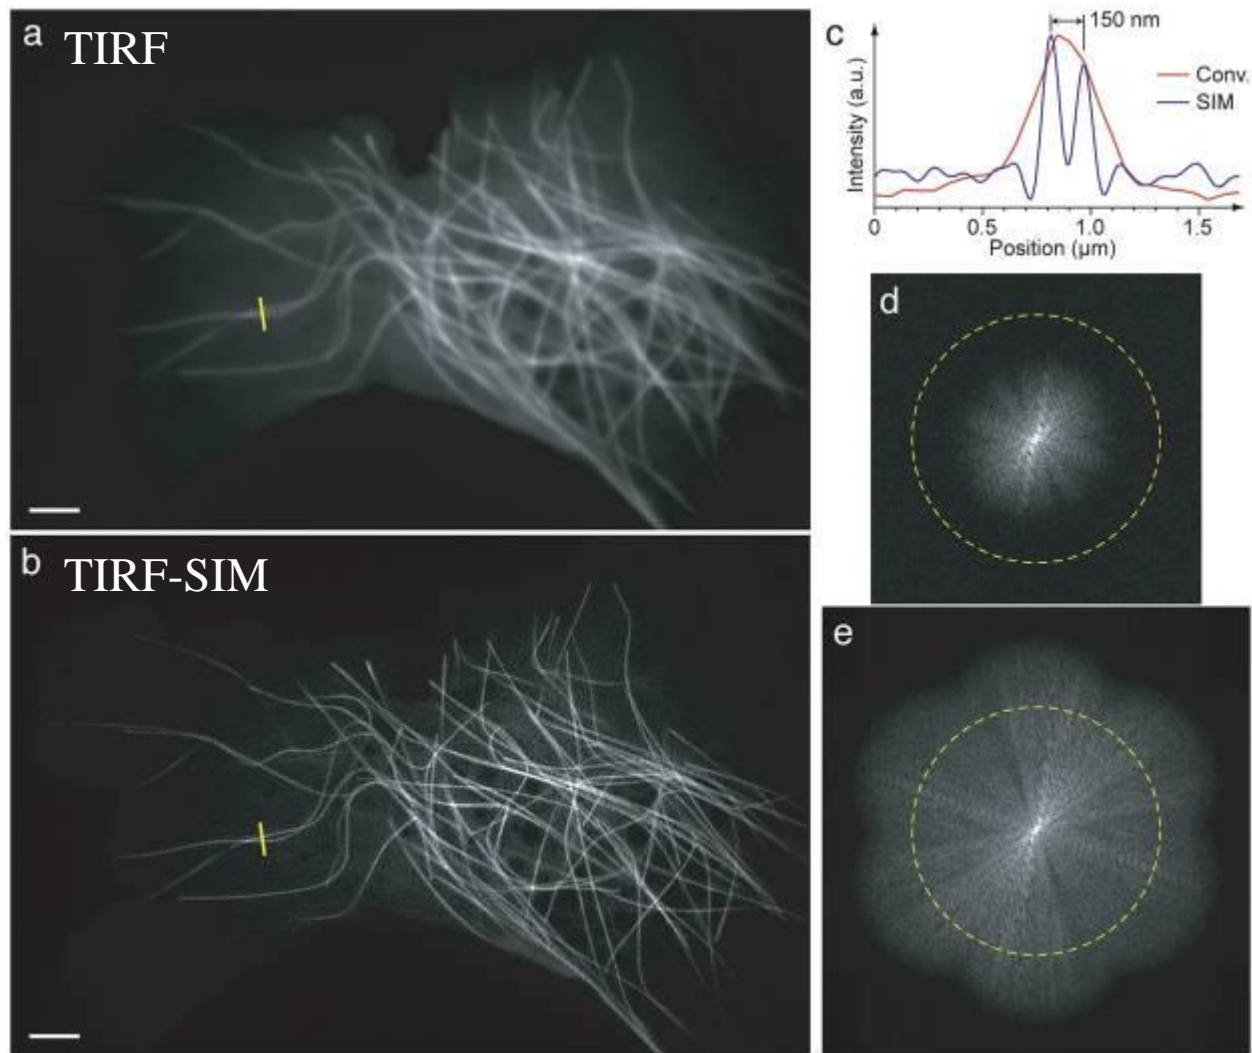 a TIRF
b TIRF-SIM
c
150 nm
Conv.
SIM
Intensity (a.u.)
0 0.5 1.0 1.5
Position (µm)
d
e